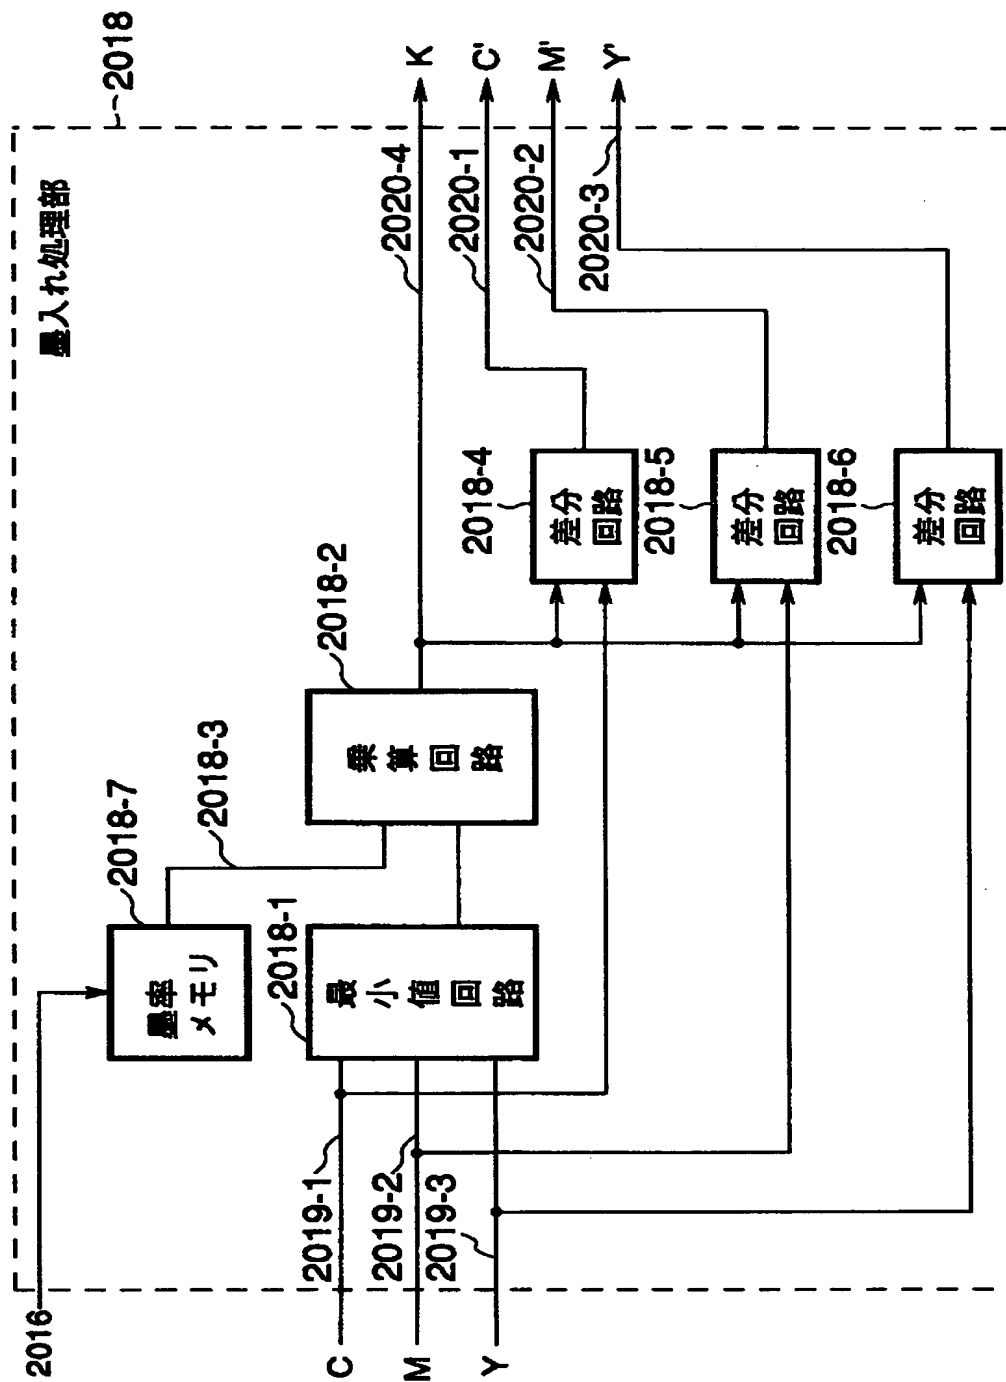 2018
墨入れ処理部
2016
墨率
メモリ
2018-7
2018-3
C
M
Y
2019-1
2019-2
2019-3
最小値回路
2018-1
乗算回路
2018-2
差分
回路
2018-4
差分
回路
2018-5
差分
回路
2018-6
2020-4
2020-1
2020-2
2020-3
K
C'
M'
Y'